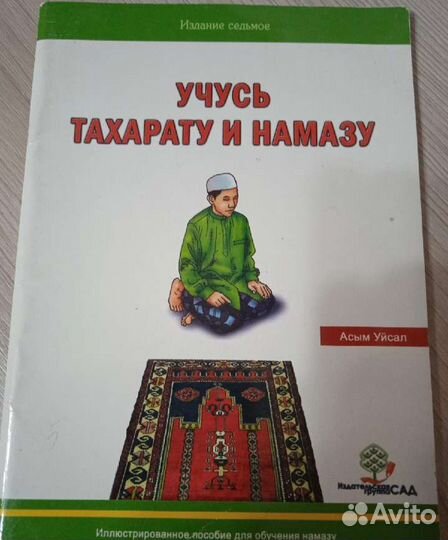 Издание седьмое
УЧУСЬ
ТАХАРАТУ И НАМАЗУ
Асым Уйсал
Издательская
группа САД
Иллюстрированное пособие для обучения намазу
Avito